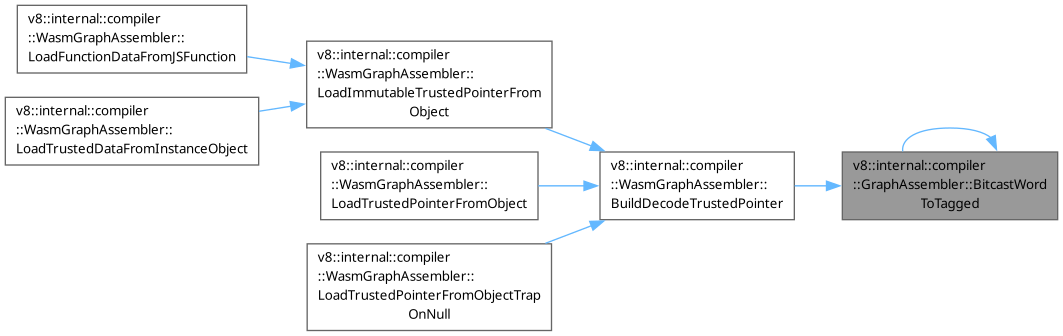 v8::internal::compiler
::WasmGraphAssembler::
LoadFunctionDataFromJSFunction
v8::internal::compiler
::WasmGraphAssembler::
LoadTrustedDataFromInstanceObject
v8::internal::compiler
::WasmGraphAssembler::
LoadImmutableTrustedPointerFrom
Object
v8::internal::compiler
::WasmGraphAssembler::
LoadTrustedPointerFromObject
v8::internal::compiler
::WasmGraphAssembler::
LoadTrustedPointerFromObjectTrap
OnNull
v8::internal::compiler
::WasmGraphAssembler::
BuildDecodeTrustedPointer
v8::internal::compiler
::GraphAssembler::BitcastWord
ToTagged